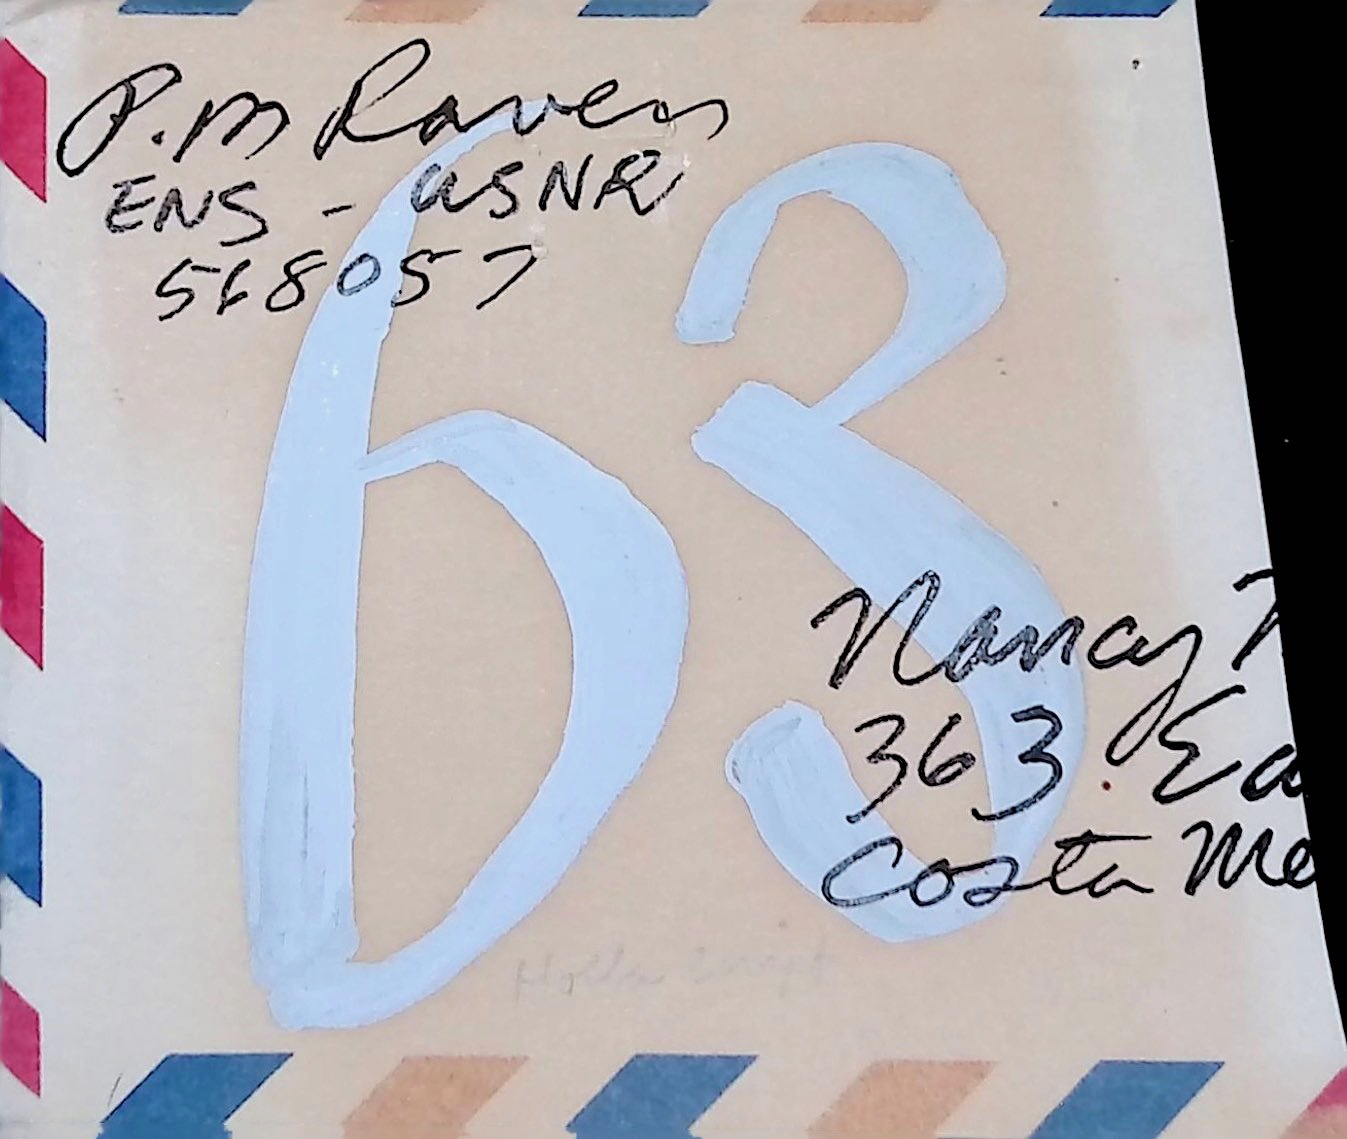 P.M Raven
ENS - USNR
568057
63
Nancy
363 Ea
Costa Me